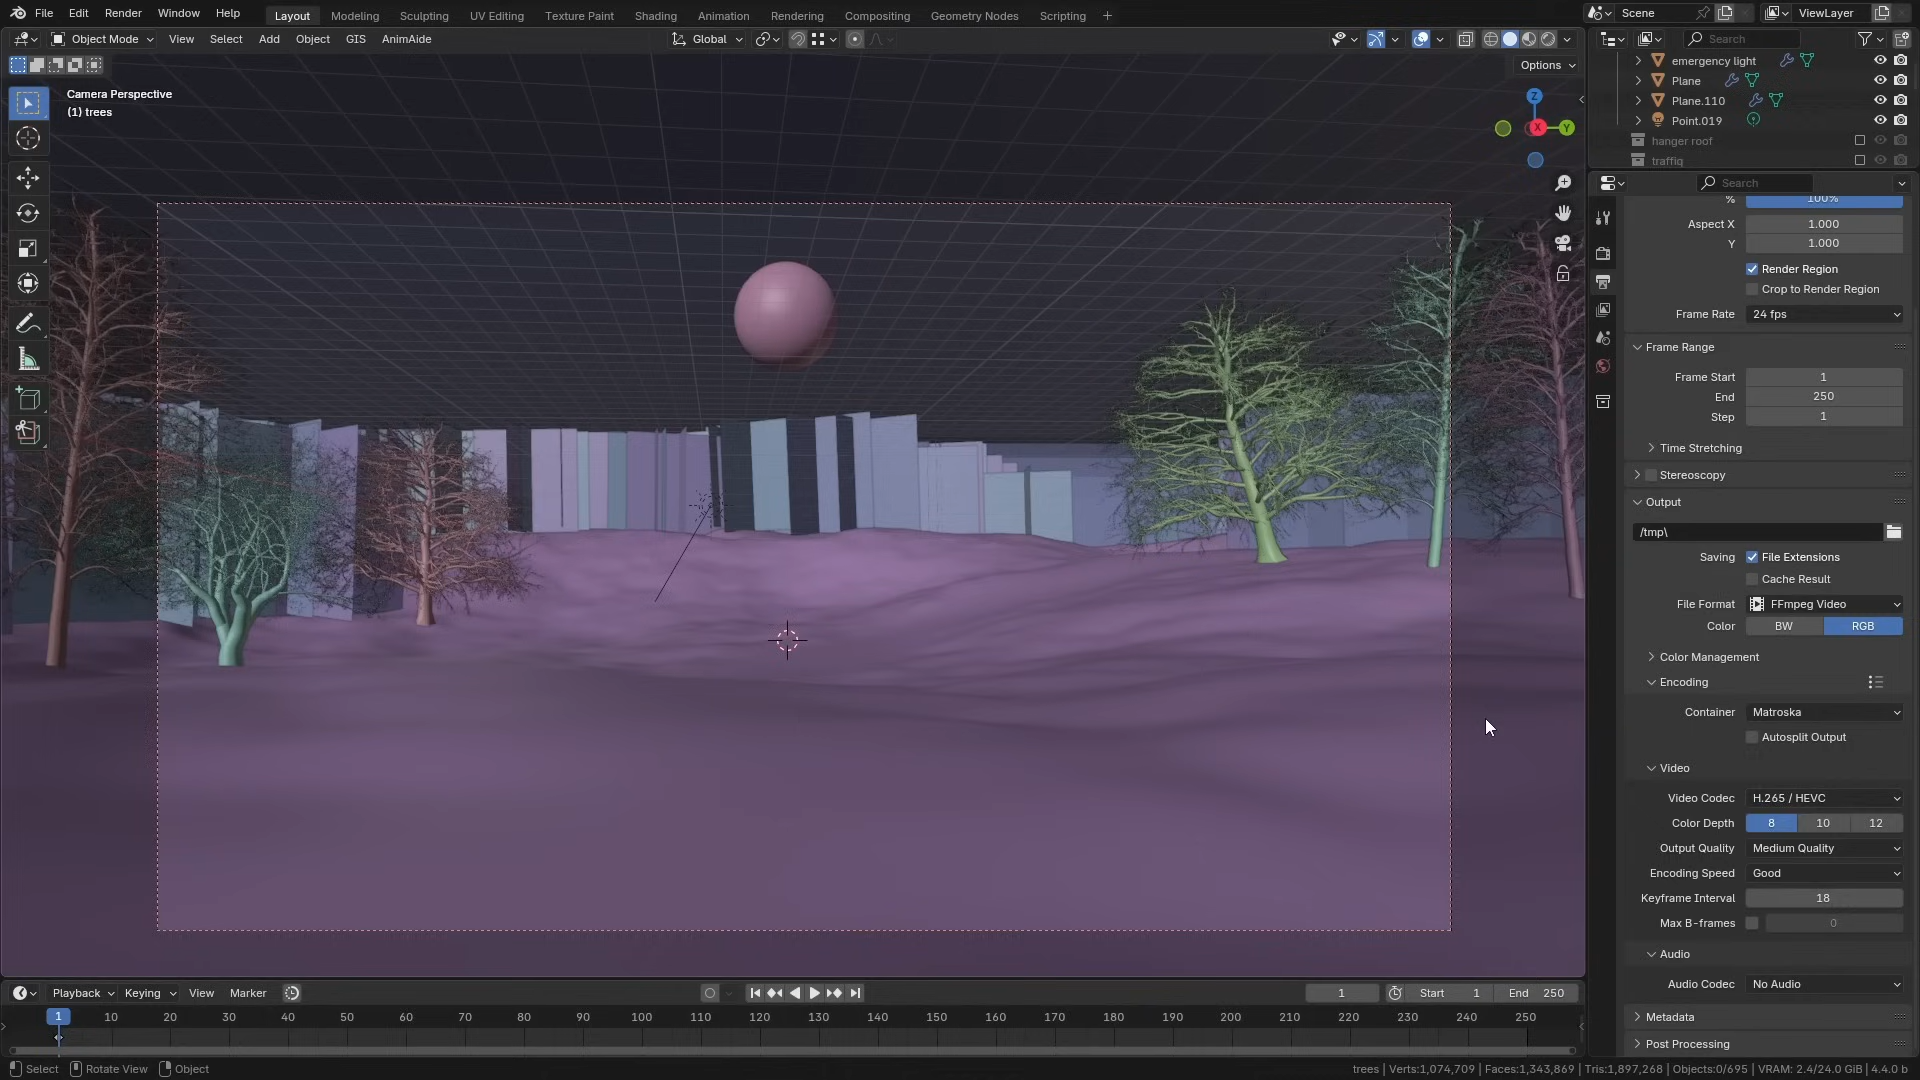 File Edit Render Window Help Layout Modeling Sculpting UV Editing Texture Paint Shading Animation Rendering Compositing Geometry Nodes Scripting + Scene ViewLayer
Object Mode View Select Add Object GIS AnimAide Global Search
Options
Camera Perspective
(1) trees
Z
X
Y
emergency light
Plane
Plane.110
Point.019
hanger roof
traffiq
Search
% 100%
Aspect X 1.000
Y 1.000
Render Region
Crop to Render Region
Frame Rate 24 fps
Frame Range
Frame Start 1
End 250
Step 1
Time Stretching
Stereoscopy
Output
/tmp\
Saving File Extensions
Cache Result
File Format FFmpeg Video
Color BW RGB
Color Management
Encoding
Container Matroska
Autosplit Output
Video
Video Codec H.265 / HEVC
Color Depth 8 10 12
Output Quality Medium Quality
Encoding Speed Good
Keyframe Interval 18
Max B-frames 0
Audio
Audio Codec No Audio
Metadata
Post Processing
Playback Keying View Marker 1 Start 1 End 250
1 10 20 30 40 50 60 70 80 90 100 110 120 130 140 150 160 170 180 190 200 210 220 230 240 250
Select Rotate View Object trees | Verts:1,074,709 | Faces:1,343,869 | Tris:1,897,268 | Objects:0/695 | VRAM: 2.4/24.0 GiB | 4.4.0 b